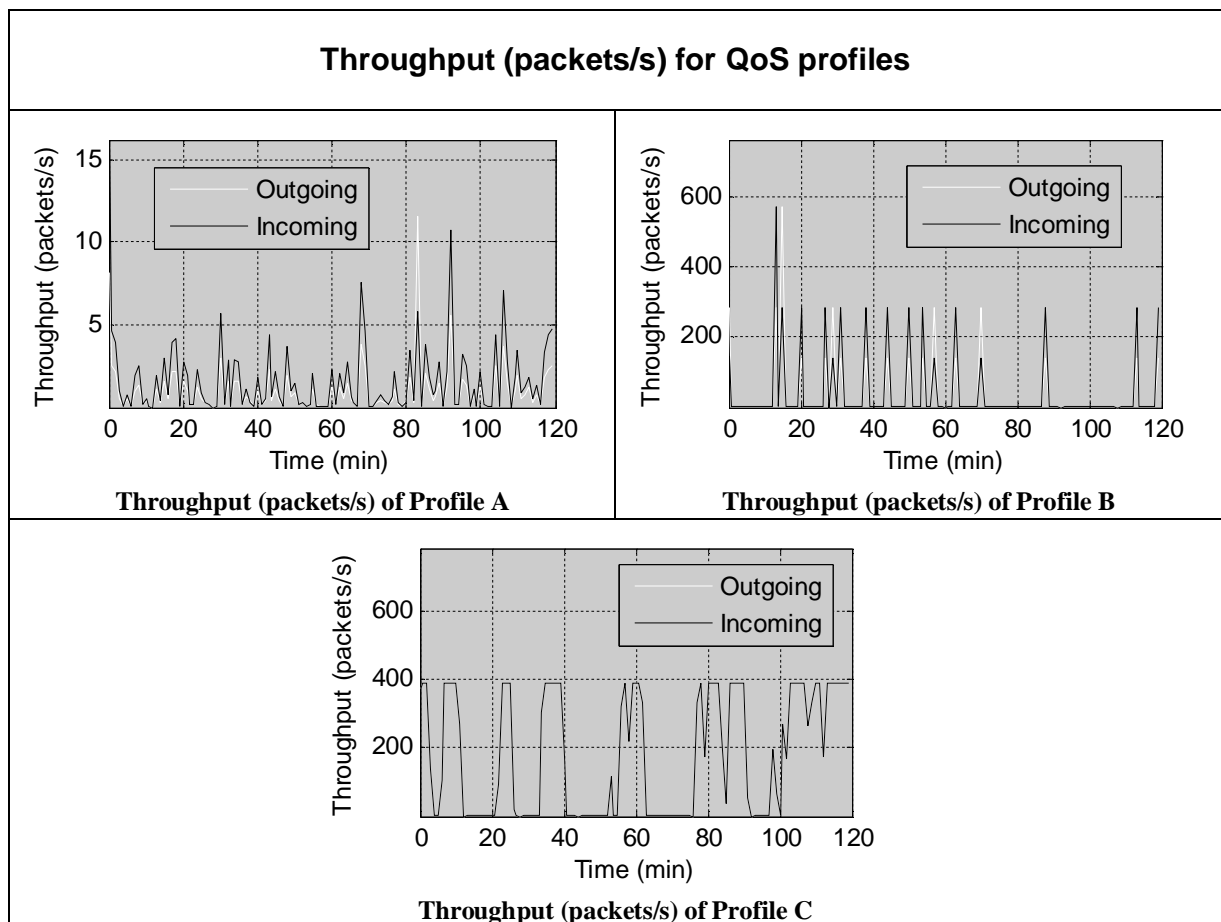 Throughput (packets/s) for QoS profiles
Throughput (packets/s)
15
10
5
Outgoing
Incoming
0 20 40 60 80 100 120
Time (min)
Throughput (packets/s) of Profile A
Throughput (packets/s)
600
400
200
Outgoing
Incoming
0 20 40 60 80 100 120
Time (min)
Throughput (packets/s) of Profile B
Throughput (packets/s)
600
400
200
Outgoing
Incoming
0 20 40 60 80 100 120
Time (min)
Throughput (packets/s) of Profile C